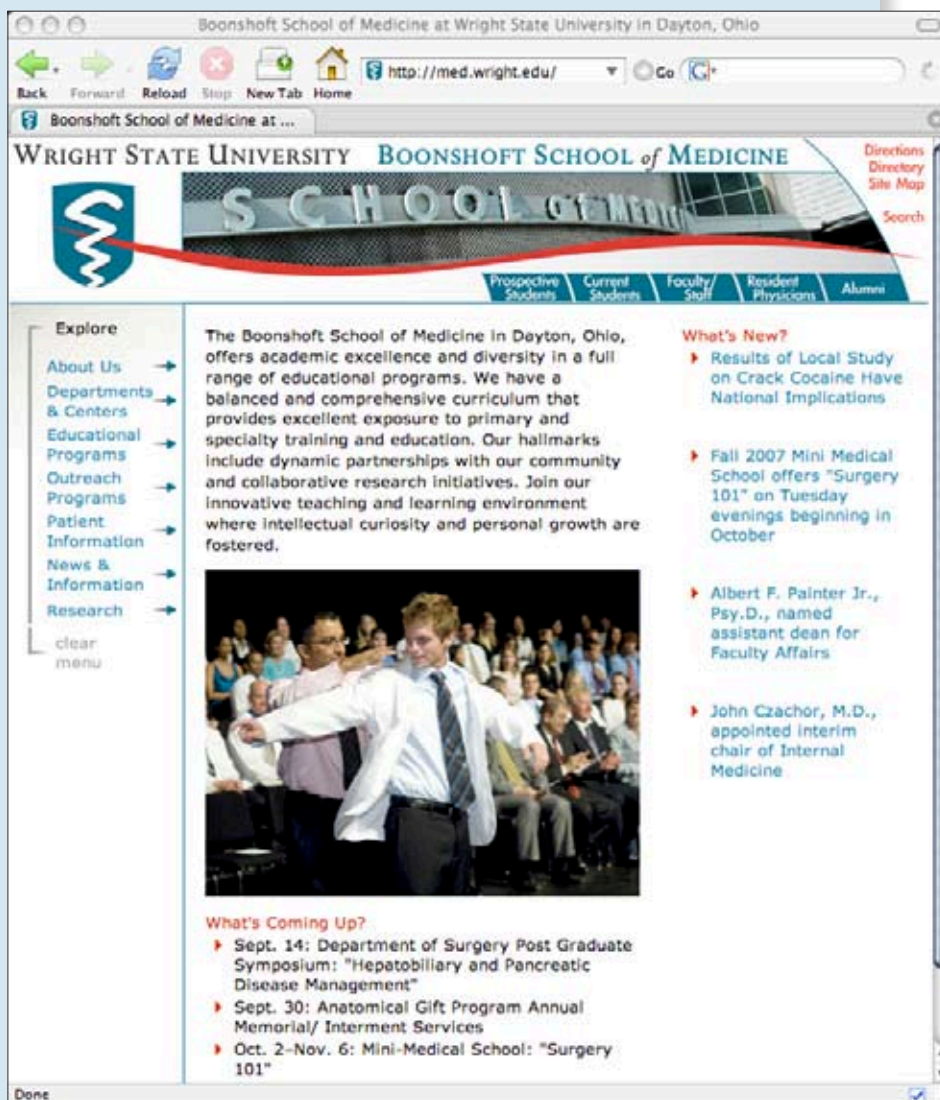 Boonshoft School of Medicine at Wright State University in Dayton, Ohio
Back Forward Reload Stop New Tab Home
http://med.wright.edu/
Go
G
Boonshoft School of Medicine at ...
WRIGHT STATE UNIVERSITY BOONSHOFT SCHOOL of MEDICINE
Directions
Directory
Site Map
Search
SCHOOL of MEDIC
Prospective
Students
Current
Students
Faculty/
Staff
Resident
Physicians
Alumni
Explore
About Us
Departments
& Centers
Educational
Programs
Outreach
Programs
Patient
Information
News &
Information
Research
clear
menu
The Boonshoft School of Medicine in Dayton, Ohio,
offers academic excellence and diversity in a full
range of educational programs. We have a
balanced and comprehensive curriculum that
provides excellent exposure to primary and
specialty training and education. Our hallmarks
include dynamic partnerships with our community
and collaborative research initiatives. Join our
innovative teaching and learning environment
where intellectual curiosity and personal growth are
fostered.
What's Coming Up?
Sept. 14: Department of Surgery Post Graduate
Symposium: "Hepatobiliary and Pancreatic
Disease Management"
Sept. 30: Anatomical Gift Program Annual
Memorial/ Interment Services
Oct. 2–Nov. 6: Mini-Medical School: "Surgery
101"
What's New?
Results of Local Study
on Crack Cocaine Have
National Implications
Fall 2007 Mini Medical
School offers "Surgery
101" on Tuesday
evenings beginning in
October
Albert F. Painter Jr.,
Psy.D., named
assistant dean for
Faculty Affairs
John Czachor, M.D.,
appointed interim
chair of Internal
Medicine
Done